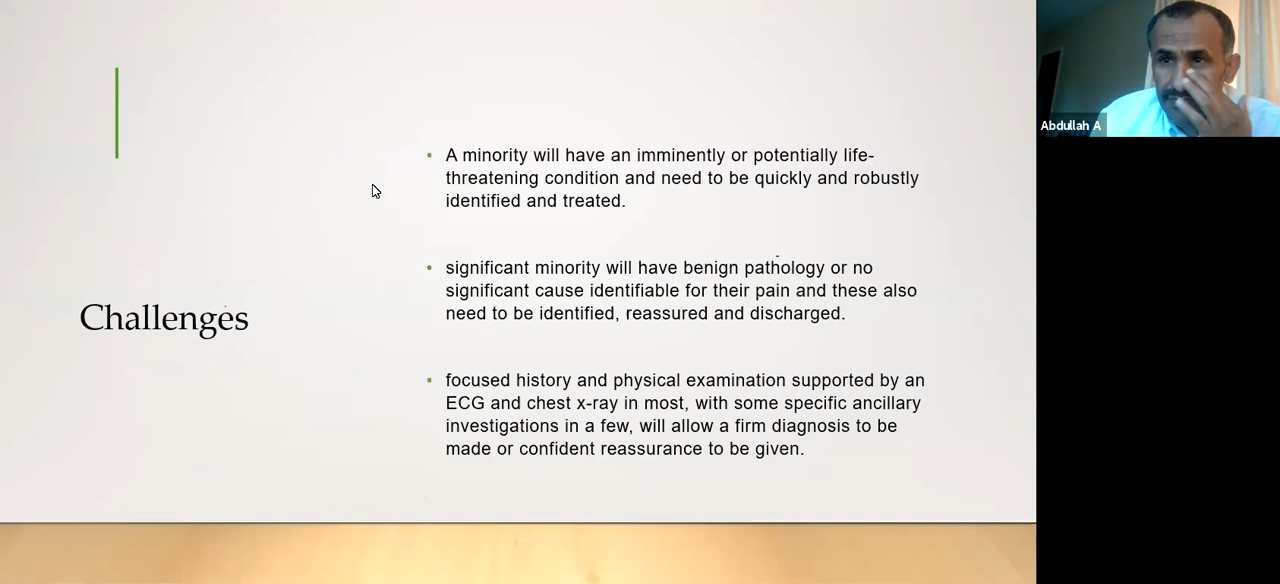 Challenges
A minority will have an imminently or potentially life-
threatening condition and need to be quickly and robustly
identified and treated.
significant minority will have benign pathology or no
significant cause identifiable for their pain and these also
need to be identified, reassured and discharged.
focused history and physical examination supported by an
ECG and chest x-ray in most, with some specific ancillary
investigations in a few, will allow a firm diagnosis to be
made or confident reassurance to be given.
Abdullah A